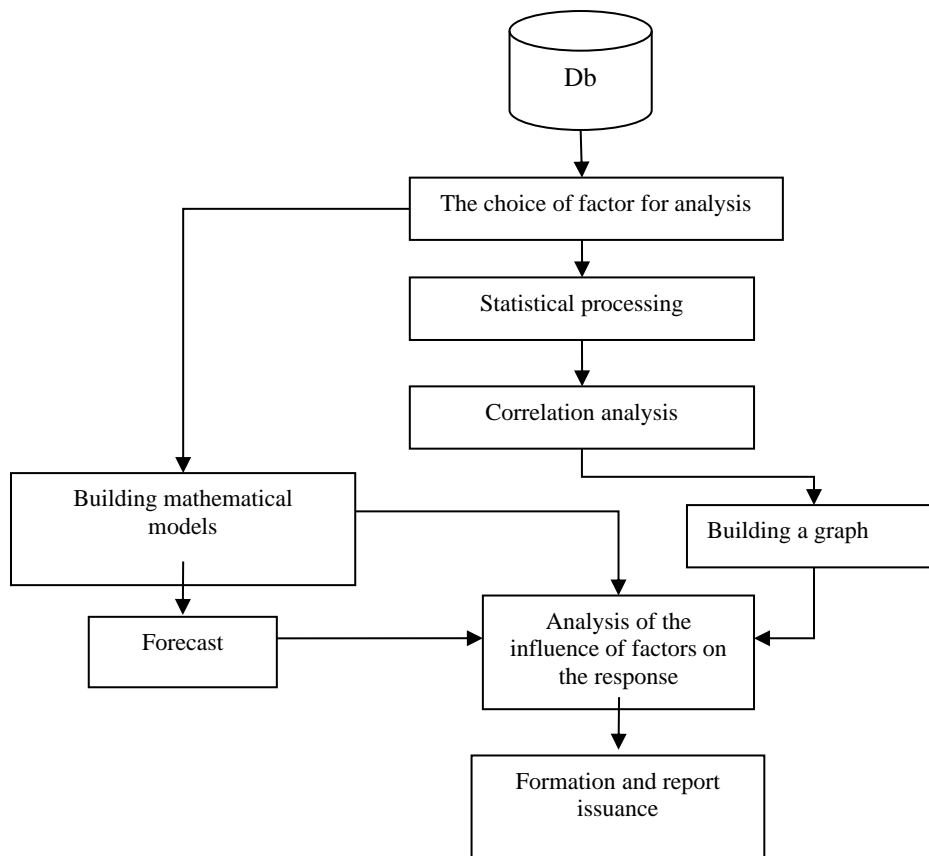 Db
The choice of factor for analysis
Statistical processing
Correlation analysis
Building mathematical
models
Building a graph
Forecast
Analysis of the
influence of factors on
the response
Formation and report
issuance